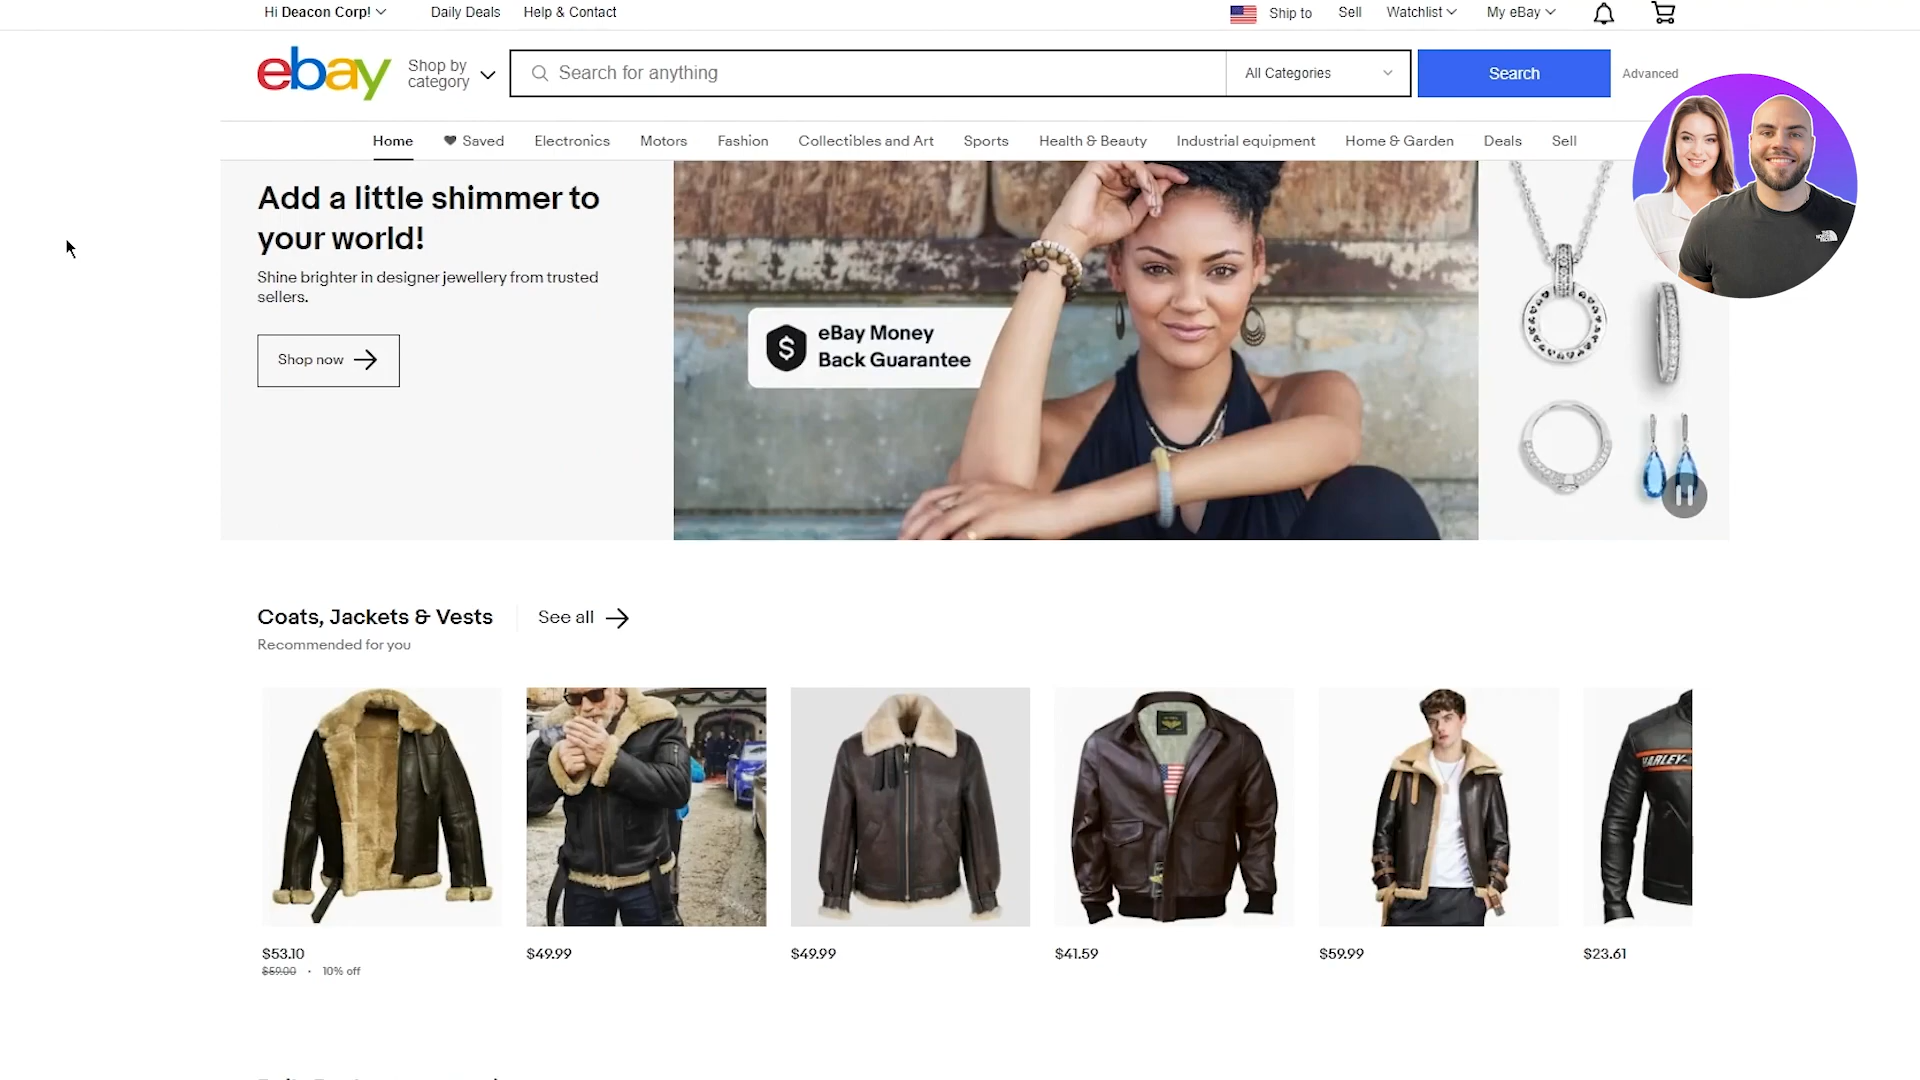 Hi Deacon Corp!
Daily Deals
Help & Contact
Ship to
Sell
Watchlist
My eBay
ebay
Shop by
category
Search for anything
All Categories
Search
Advanced
Home
Saved
Electronics
Motors
Fashion
Collectibles and Art
Sports
Health & Beauty
Industrial equipment
Home & Garden
Deals
Sell
Add a little shimmer to
your world!
Shine brighter in designer jewellery from trusted
sellers.
Shop now
eBay Money
Back Guarantee
THE
NORTH
FACE
Coats, Jackets & Vests
See all
Recommended for you
HARLEY-
$53.10
$59.00 · 10% off
$49.99
$49.99
$41.59
$59.99
$23.61